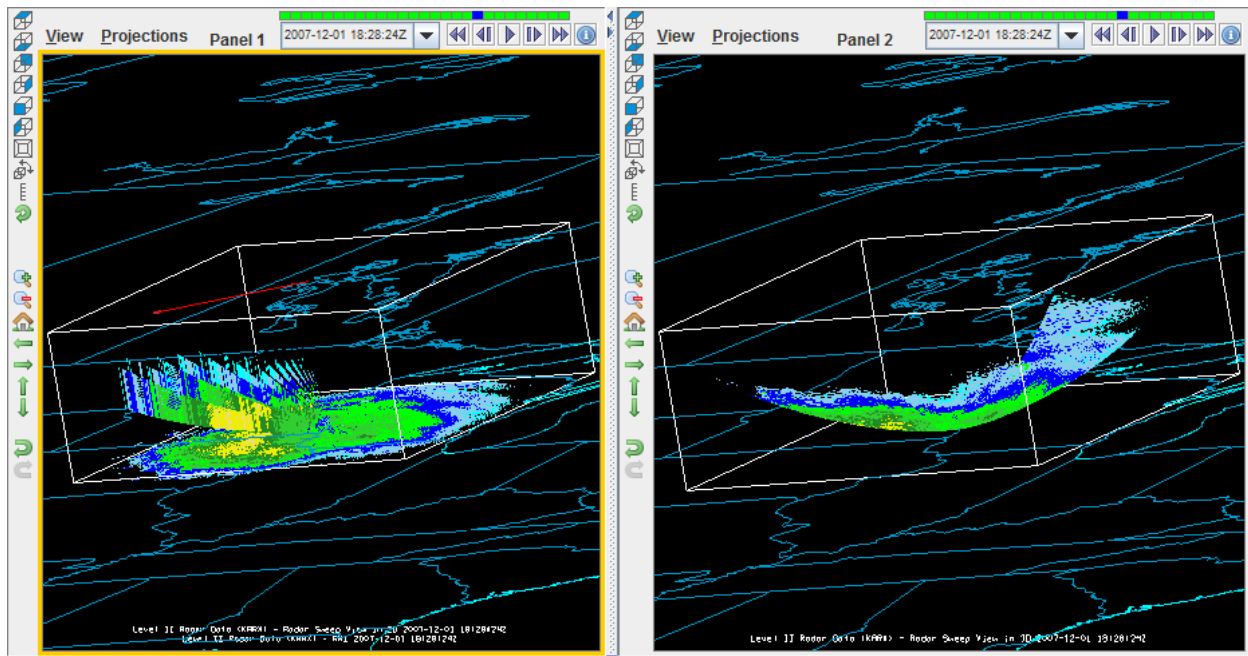 View Projections Panel 1 2007-12-01 18:28:24Z
View Projections Panel 2 2007-12-01 18:28:24Z
Level II Radar Data (KARX) - Radar Sweep View in 2D 2007-12-01 18:28:24Z
Level II Radar Data (KARX) - RHI 2007-12-01 18:28:24Z
Level II Radar Data (KARX) - Radar Sweep View in 3D 2007-12-01 18:28:24Z